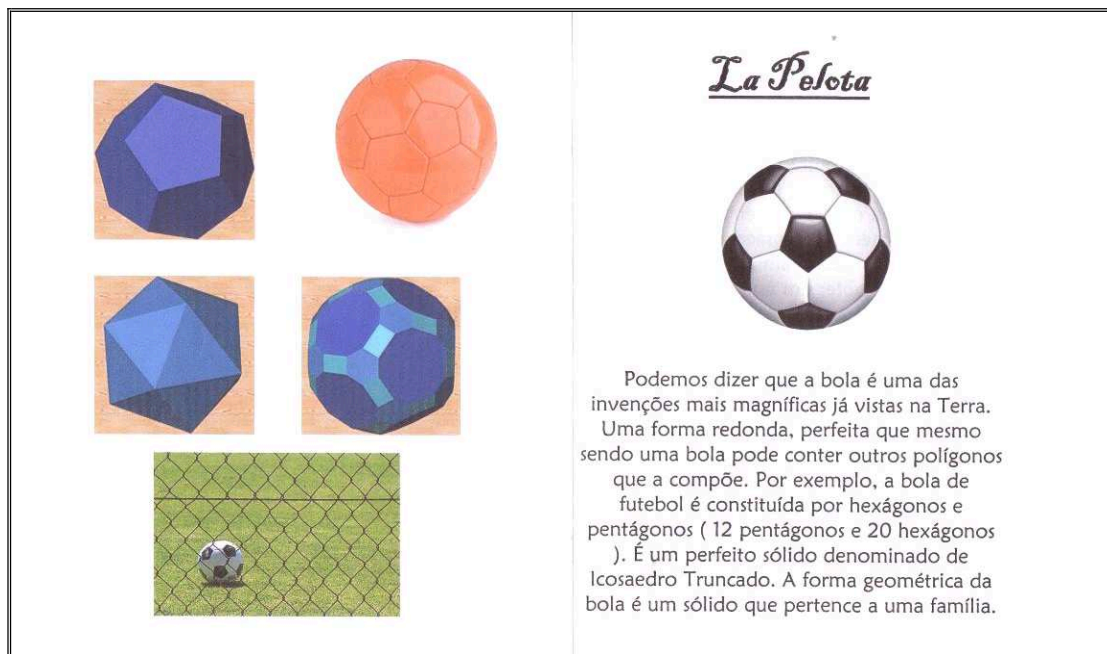 La Pelota
Podemos dizer que a bola é uma das
invenções mais magníficas já vistas na Terra.
Uma forma redonda, perfeita que mesmo
sendo uma bola pode conter outros polígonos
que a compõe. Por exemplo, a bola de
futebol é constituída por hexágonos e
pentágonos ( 12 pentágonos e 20 hexágonos
). É um perfeito sólido denominado de
Icosaedro Truncado. A forma geométrica da
bola é um sólido que pertence a uma família.